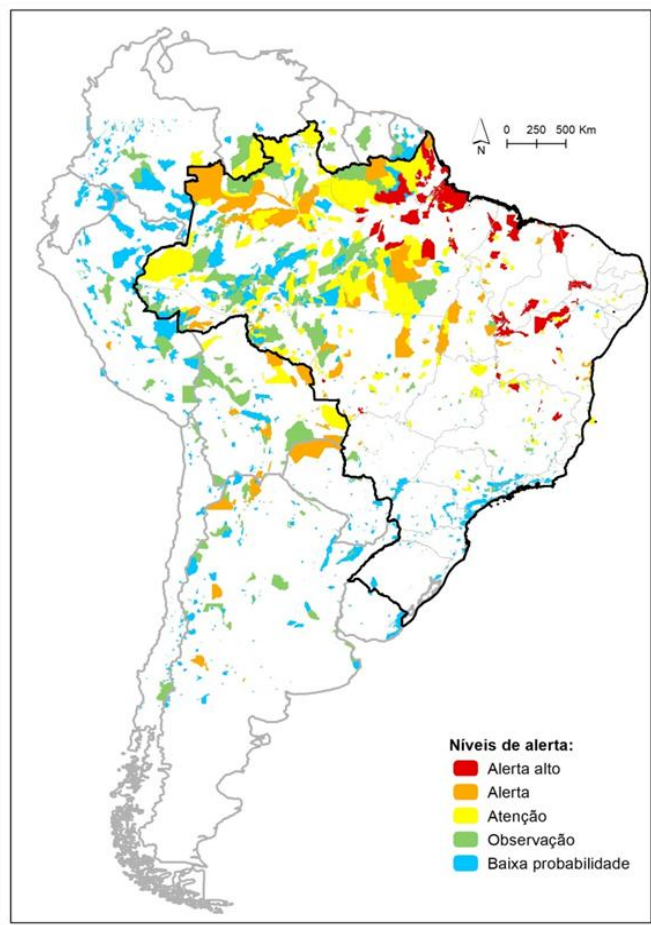 N
0 250 500 Km
Níveis de alerta:
Alerta alto
Alerta
Atenção
Observação
Baixa probabilidade